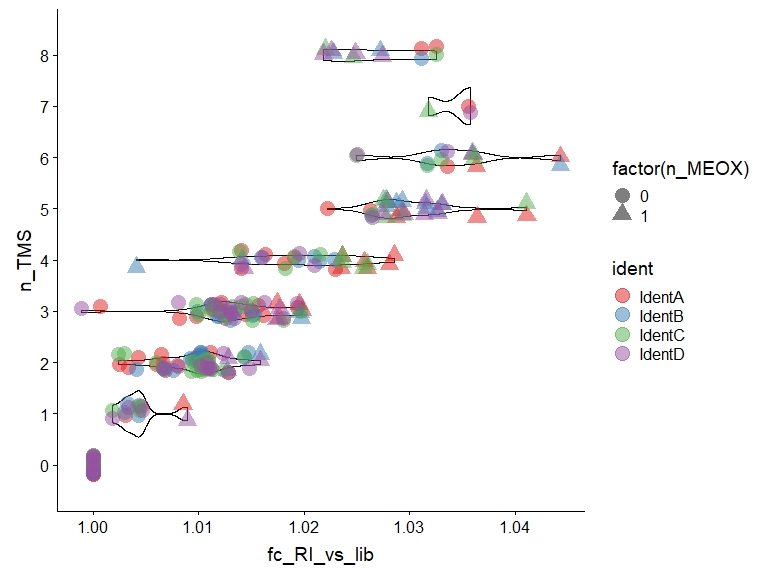 8
7
6
5
4
3
2
1
0
n_TMS
1.00 1.01 1.02 1.03 1.04
fc_RI_vs_lib
factor(n_MEOX)
0
1
ident
IdentA
IdentB
IdentC
IdentD